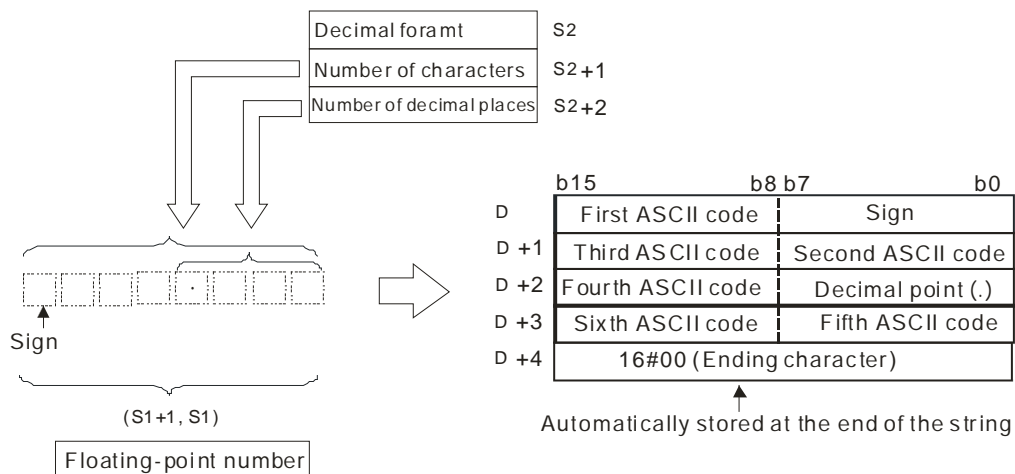 Decimal foramt S2
Number of characters S2+1
Number of decimal places S2+2
b15 b8 b7 b0
D First ASCII code Sign
D +1 Third ASCII code Second ASCII code
D +2 Fourth ASCII code Decimal point (.)
D +3 Sixth ASCII code Fifth ASCII code
D +4 16#00 (Ending character)
Automatically stored at the end of the string
.
Sign
(S1+1, S1)
Floating-point number